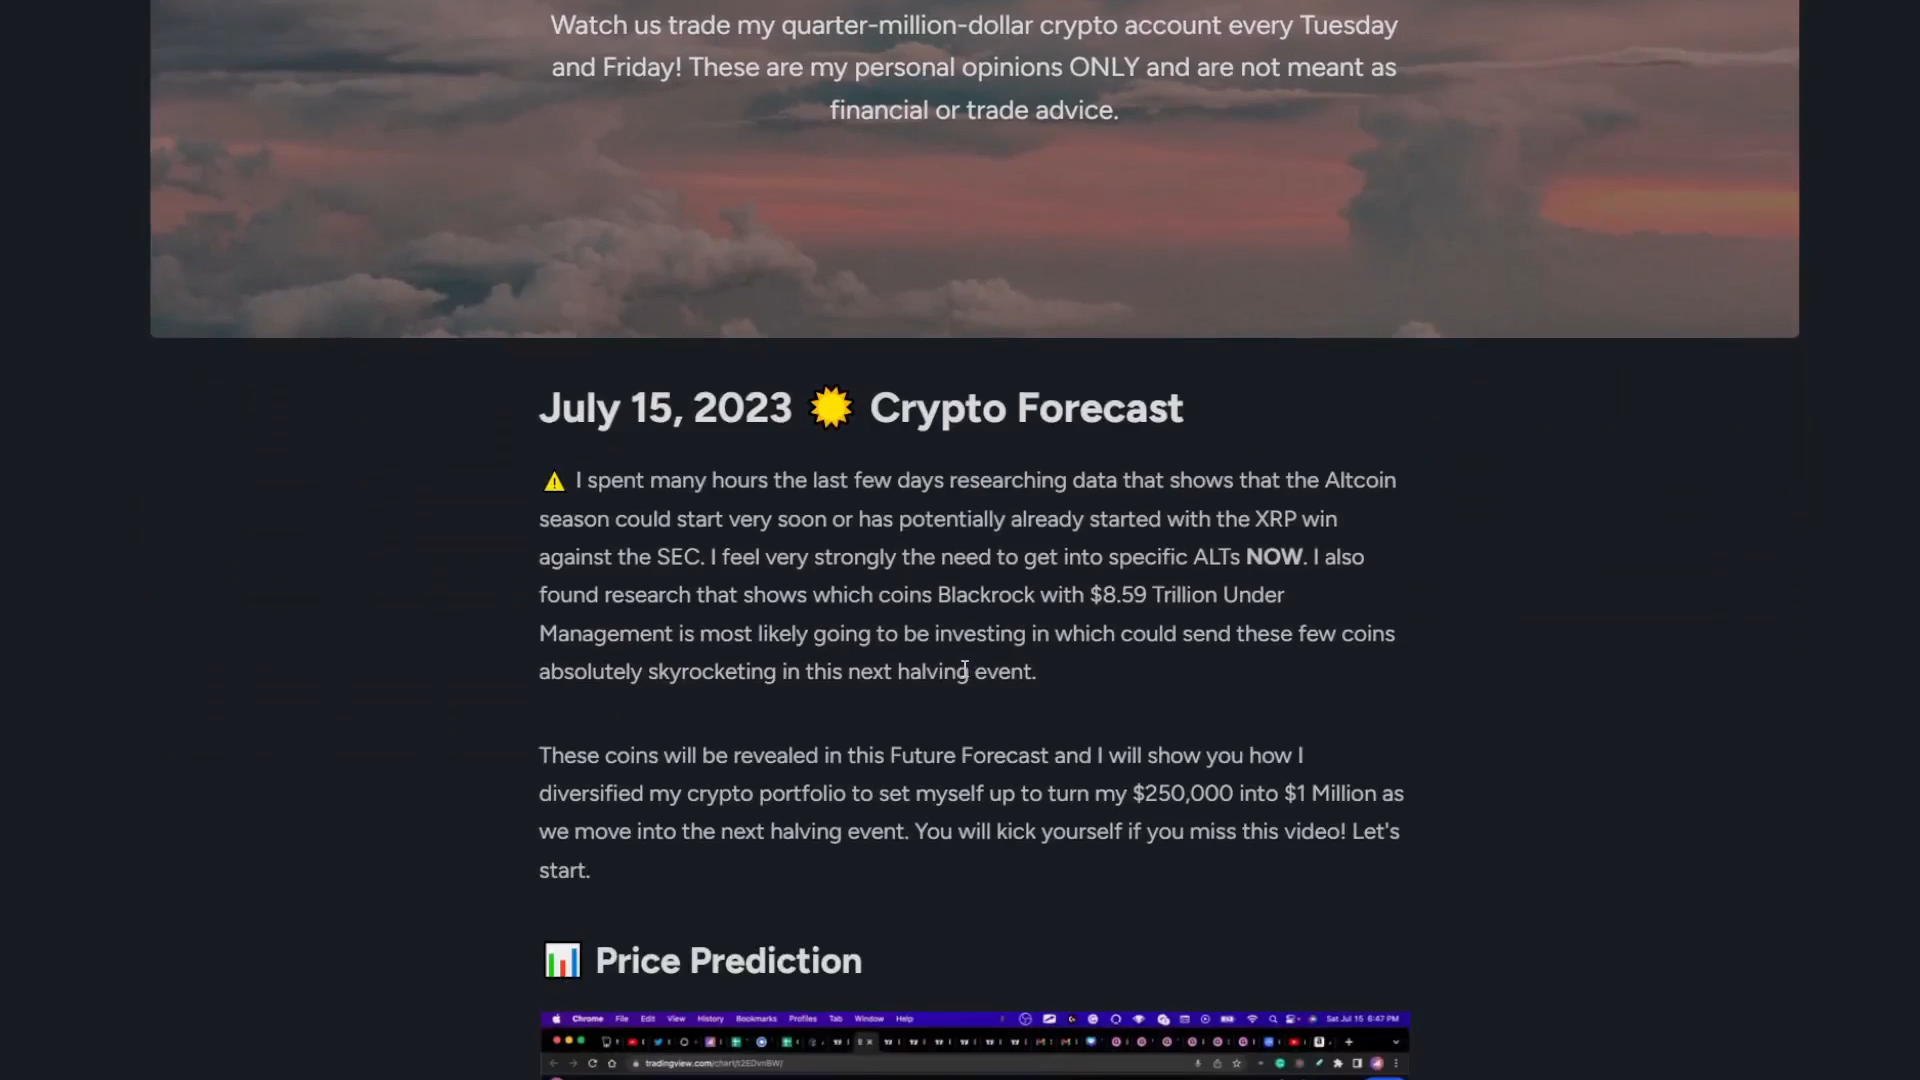 Watch us trade my quarter-million-dollar crypto account every Tuesday
and Friday! These are my personal opinions ONLY and are not meant as
financial or trade advice.
July 15, 2023 ☀️ Crypto Forecast
⚠️ I spent many hours the last few days researching data that shows that the Altcoin
season could start very soon or has potentially already started with the XRP win
against the SEC. I feel very strongly the need to get into specific ALTs NOW. I also
found research that shows which coins Blackrock with $8.59 Trillion Under
Management is most likely going to be investing in which could send these few coins
absolutely skyrocketing in this next halving event.
These coins will be revealed in this Future Forecast and I will show you how I
diversified my crypto portfolio to set myself up to turn my $250,000 into $1 Million as
we move into the next halving event. You will kick yourself if you miss this video! Let's
start.
📊 Price Prediction
Chrome File Edit View History Bookmarks Profiles Tab Window Help Sat Jul 15 6:47 PM